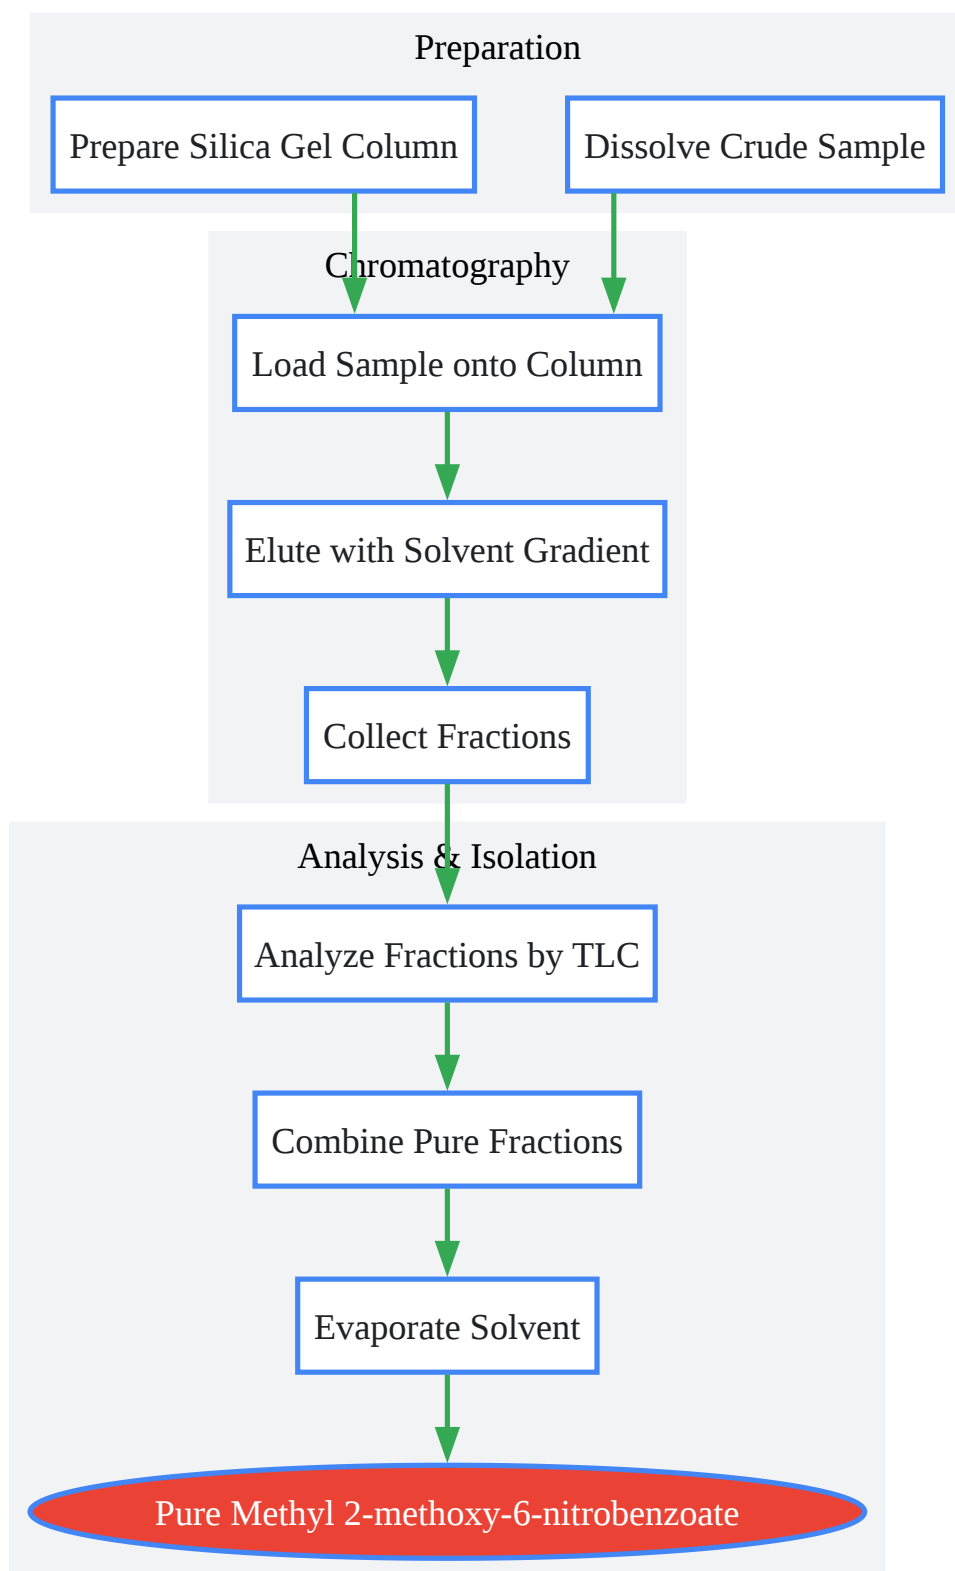 Preparation
Prepare Silica Gel Column
Dissolve Crude Sample
Chromatography
Load Sample onto Column
Elute with Solvent Gradient
Collect Fractions
Analysis & Isolation
Analyze Fractions by TLC
Combine Pure Fractions
Evaporate Solvent
Pure Methyl 2-methoxy-6-nitrobenzoate